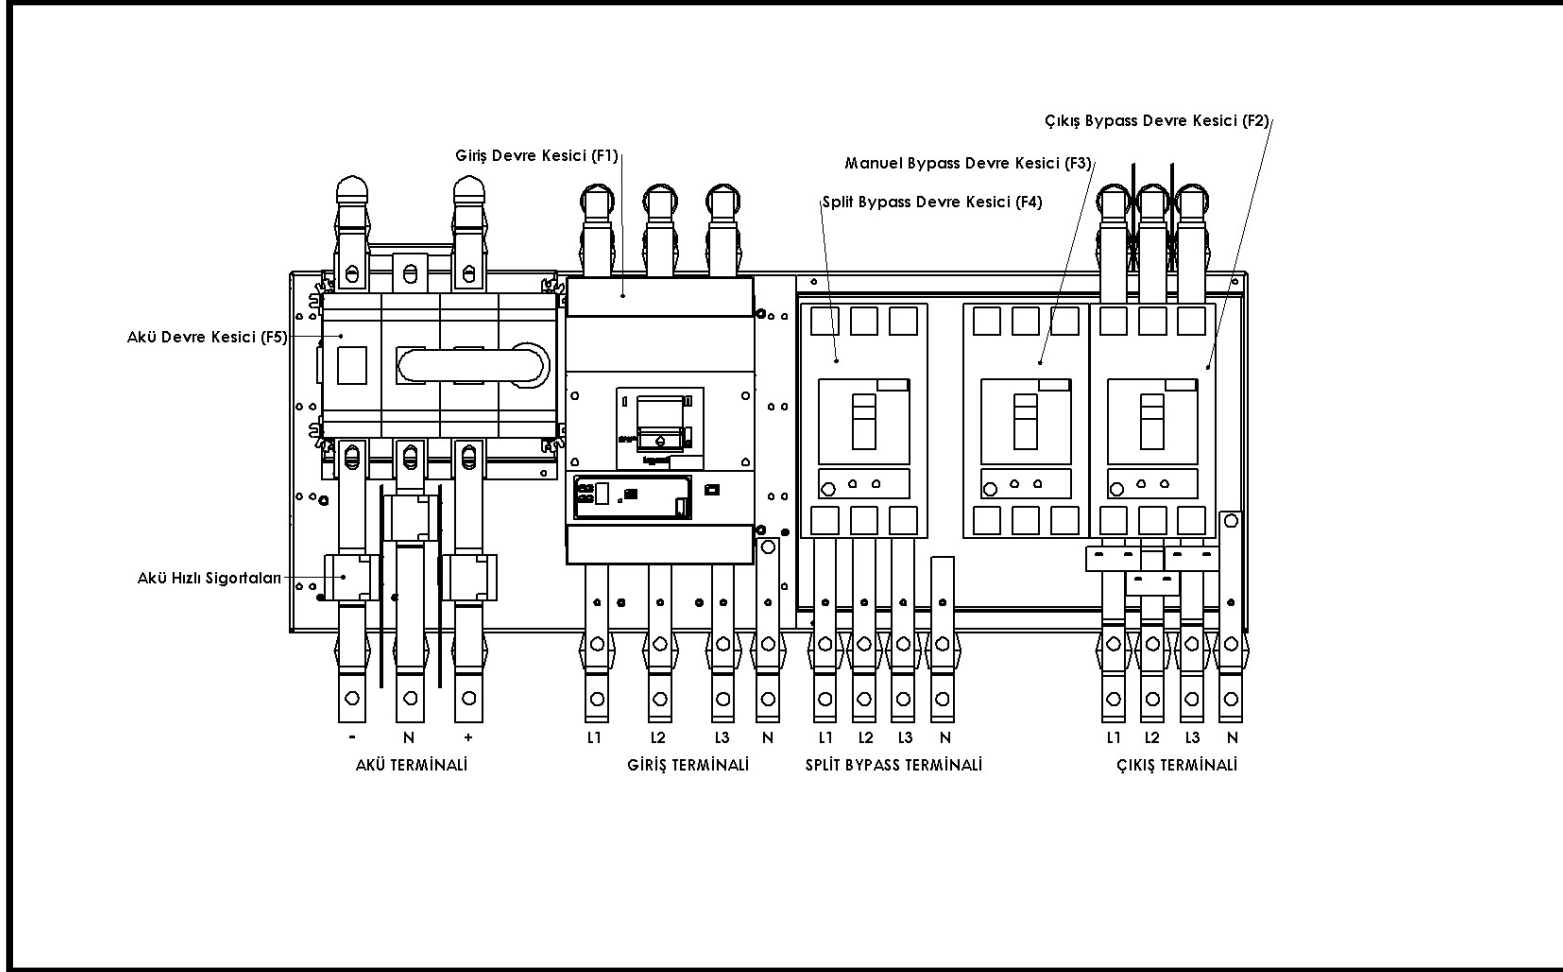 Çıkış Bypass Devre Kesici (F2)
Giriş Devre Kesici (F1)
Manuel Bypass Devre Kesici (F3)
Split Bypass Devre Kesici (F4)
Akü Devre Kesici (F5)
Akü Hızlı Sigortaları
- N + L1 L2 L3 N L1 L2 L3 N L1 L2 L3 N
AKÜ TERMİNALİ GİRİŞ TERMİNALİ SPLİT BYPASS TERMİNALİ ÇIKIŞ TERMİNALİ